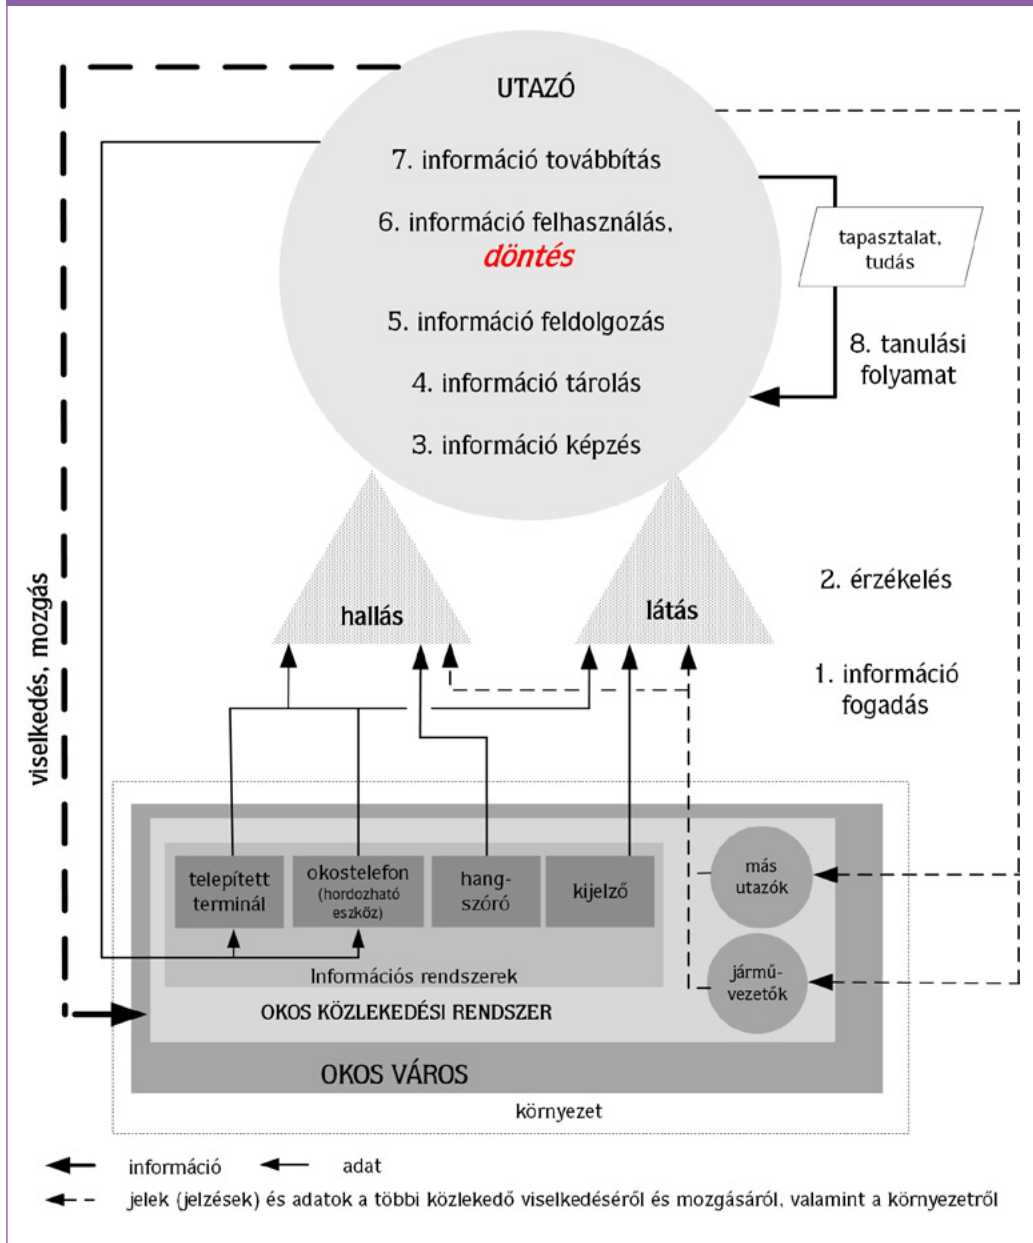 UTAZÓ
7. információ továbbítás
6. információ felhasználás,
döntés
5. információ feldolgozás
4. információ tárolás
3. információ képzés
tapasztalat,
tudás
8. tanulási
folyamat
hallás
látás
2. érzékelés
1. információ
fogadás
viselkedés, mozgás
telepített
terminál
okostelefon
(hordozható
eszköz)
hang-
szóró
kijelző
más
utazók
jármű-
vezetők
Információs rendszerek
OKOS KÖZLEKEDÉSI RENDSZER
OKOS VÁROS
környezet
információ
adat
jelek (jelzések) és adatok a többi közlekedő viselkedéséről és mozgásáról, valamint a környezetről